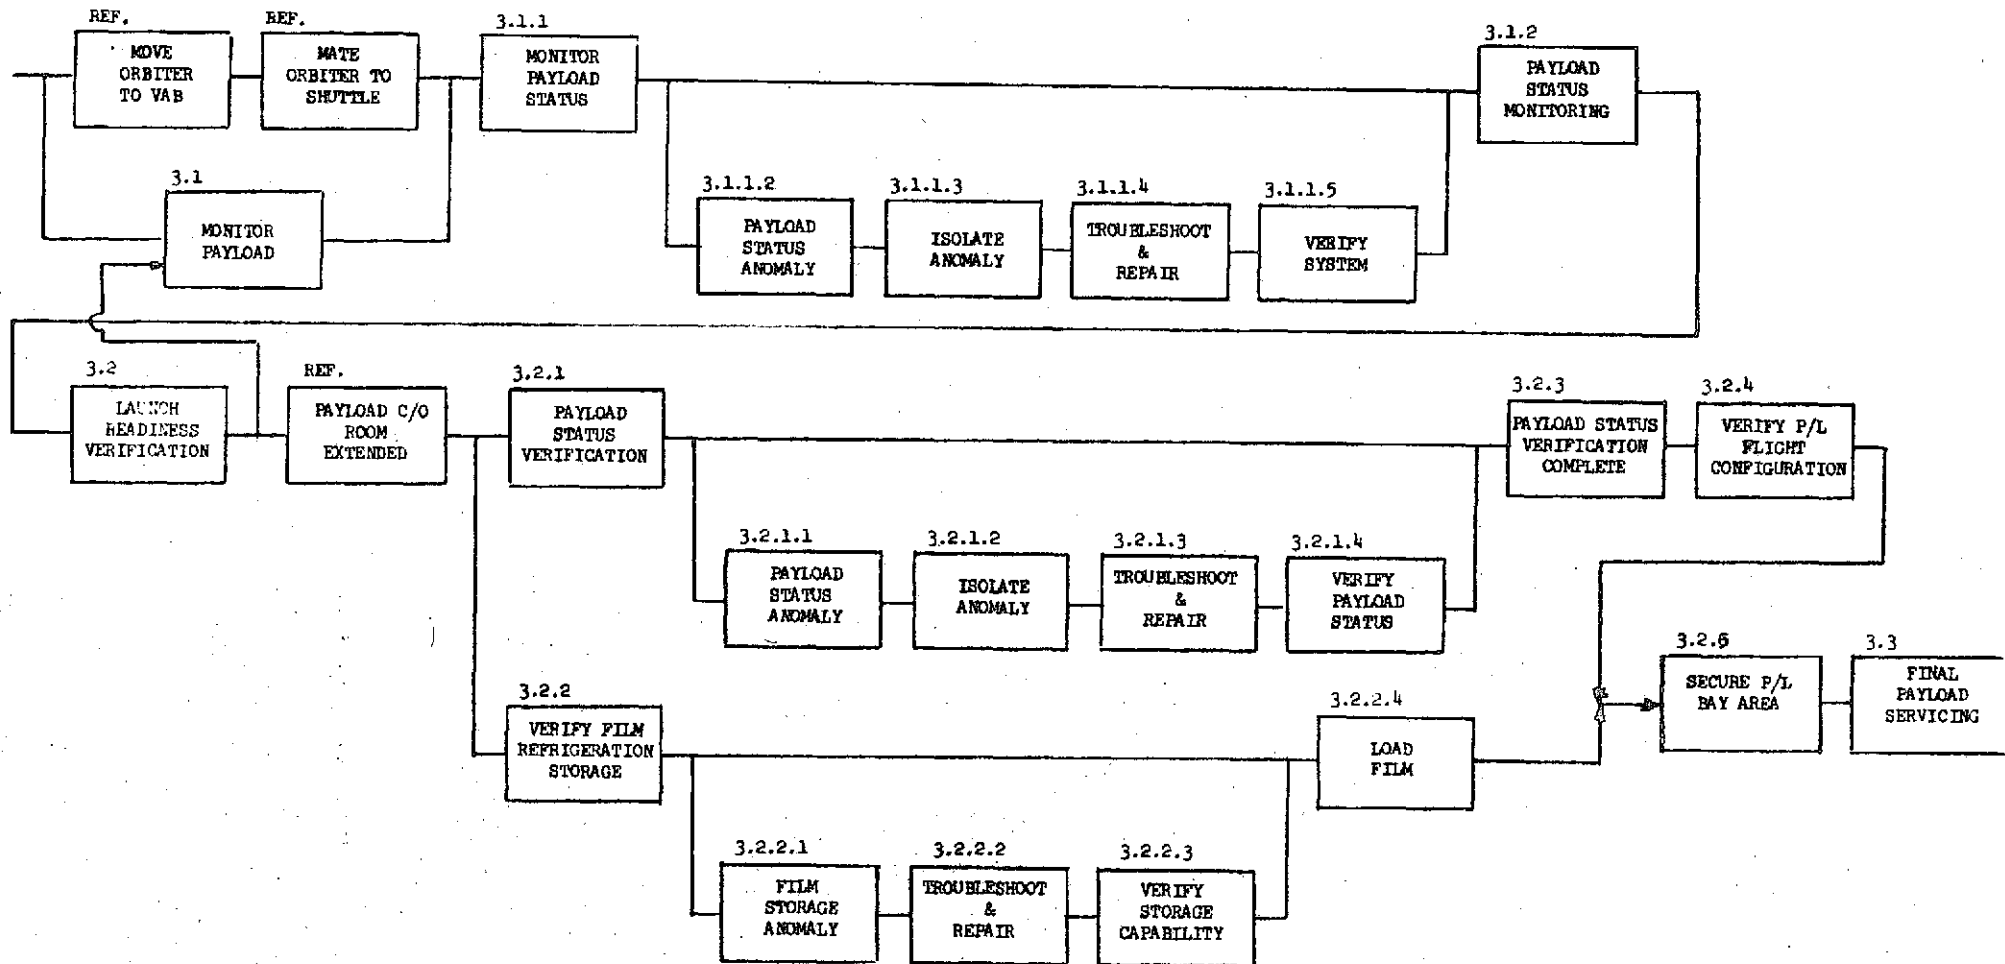 REF.
MOVE
ORBITER
TO VAB
REF.
MATE
ORBITER TO
SHUTTLE
3.1.1
MONITOR
PAYLOAD
STATUS
3.1.2
PAYLOAD
STATUS
MONITORING
3.1
MONITOR
PAYLOAD
3.1.1.2
PAYLOAD
STATUS
ANOMALY
3.1.1.3
ISOLATE
ANOMALY
3.1.1.4
TROUBLESHOOT
&
REPAIR
3.1.1.5
VERIFY
SYSTEM
3.2
LAUNCH
READINESS
VERIFICATION
REF.
PAYLOAD C/O
ROOM
EXTENDED
3.2.1
PAYLOAD
STATUS
VERIFICATION
3.2.3
PAYLOAD STATUS
VERIFICATION
COMPLETE
3.2.4
VERIFY P/L
FLIGHT
CONFIGURATION
3.2.1.1
PAYLOAD
STATUS
ANOMALY
3.2.1.2
ISOLATE
ANOMALY
3.2.1.3
TROUBLESHOOT
&
REPAIR
3.2.1.4
VERIFY
PAYLOAD
STATUS
3.2.2
VERIFY FILM
REFRIGERATION
STORAGE
3.2.2.4
LOAD
FILM
SECURE P/L
BAY AREA
3.3
FINAL
PAYLOAD
SERVICING
3.2.2.1
FILM
STORAGE
ANOMALY
3.2.2.2
TROUBLESHOOT
&
REPAIR
3.2.2.3
VERIFY
STORAGE
CAPABILITY